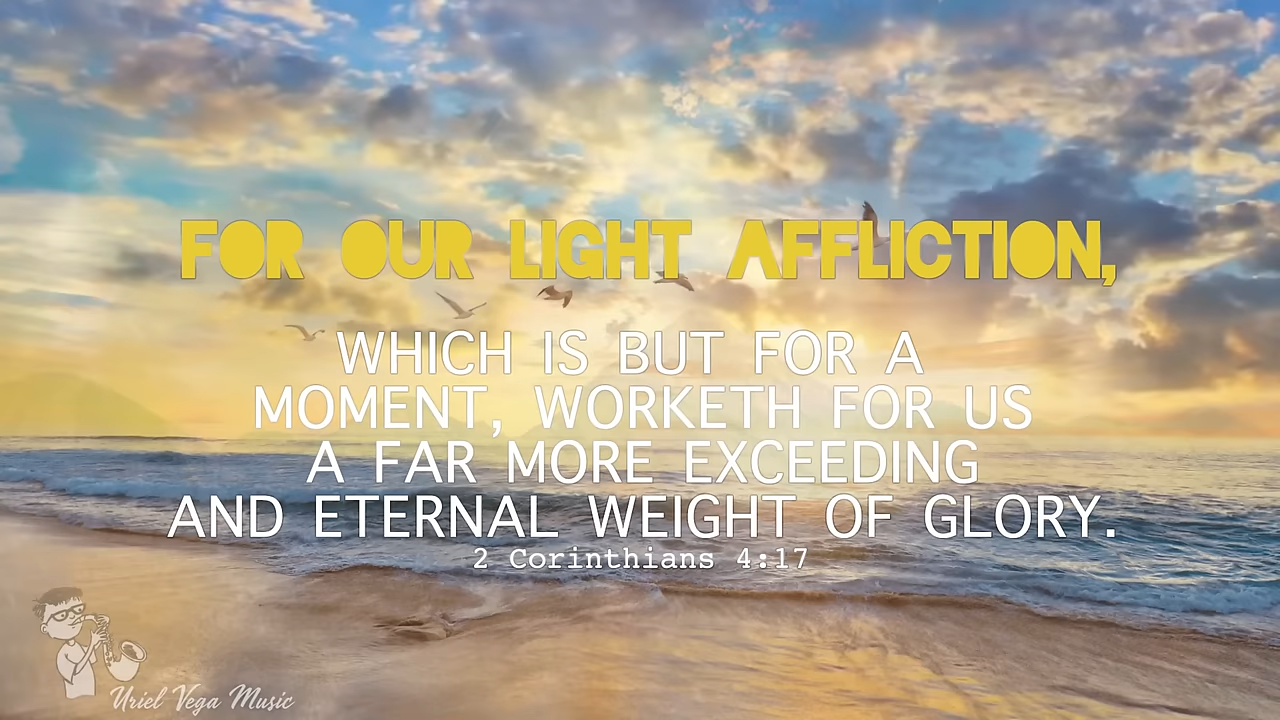 FOR OUR LIGHT AFFLICTION,
WHICH IS BUT FOR A
MOMENT, WORKETH FOR US
A FAR MORE EXCEEDING
AND ETERNAL WEIGHT OF GLORY.
2 Corinthians 4:17
Uriel Vega Music